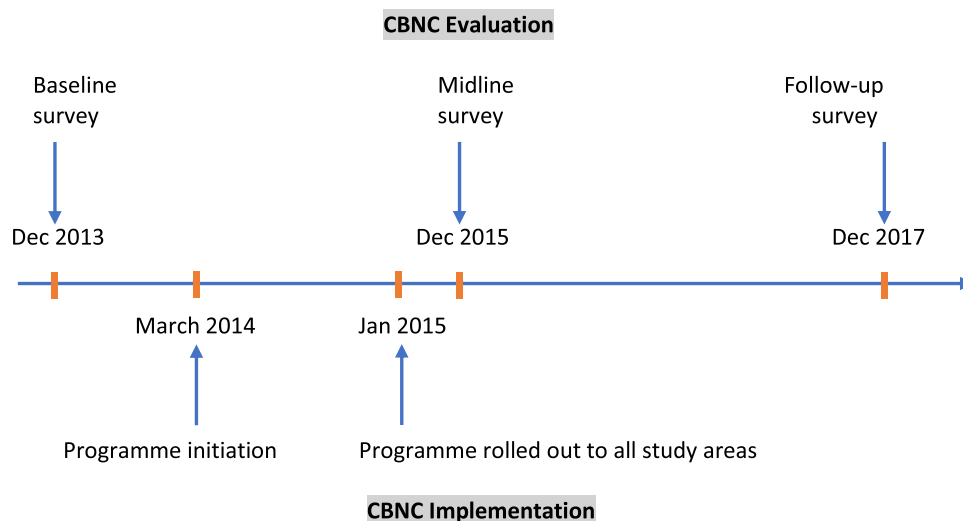 CBNC Evaluation
Baseline
survey
Midline
survey
Follow-up
survey
Dec 2013
Dec 2015
Dec 2017
March 2014
Jan 2015
Programme initiation
Programme rolled out to all study areas
CBNC Implementation